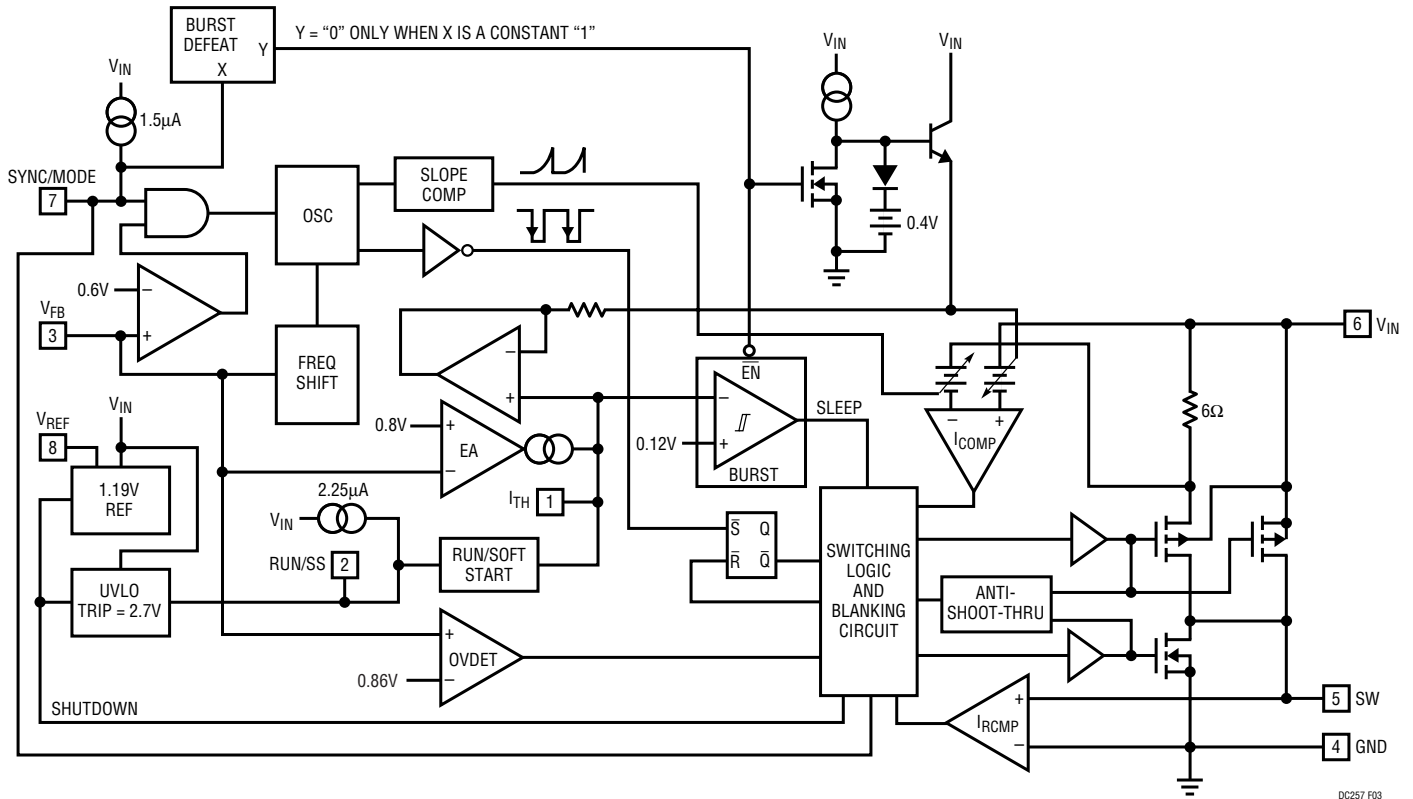 BURST
DEFEAT
Y
X
Y = “0” ONLY WHEN X IS A CONSTANT “1”
VIN
1.5µA
VIN
VIN
SYNC/MODE
7
OSC
SLOPE
COMP
0.4V
0.6V
−
+
VFB
3
FREQ
SHIFT
−
+
6
VIN
EN
−
+
0.12V
BURST
SLEEP
−
+
ICOMP
6Ω
VREF
8
VIN
1.19V
REF
0.8V
+
−
EA
2.25µA
VIN
ITH
1
RUN/SS
2
RUN/SOFT
START
UVLO
TRIP = 2.7V
S
Q
R
Q
SWITCHING
LOGIC
AND
BLANKING
CIRCUIT
ANTI-
SHOOT-THRU
+
OVDET
0.86V
−
SHUTDOWN
+
IRCMP
−
5
SW
4
GND
DC257 F03